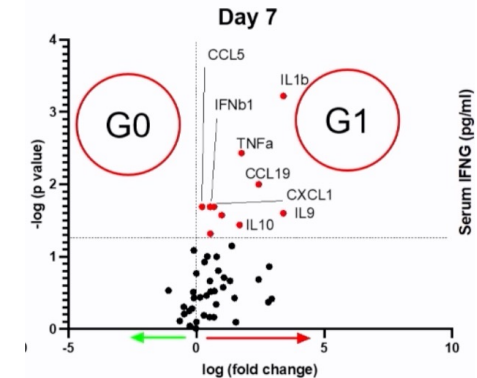 Day 7
CCL5
IL1b
IFNb1
G0
G1
TNFa
CCL19
CXCL1
IL9
IL10
-log (p value)
4
3
2
1
0
-5
0
5
10
log (fold change)
Serum IFNG (pg/ml)